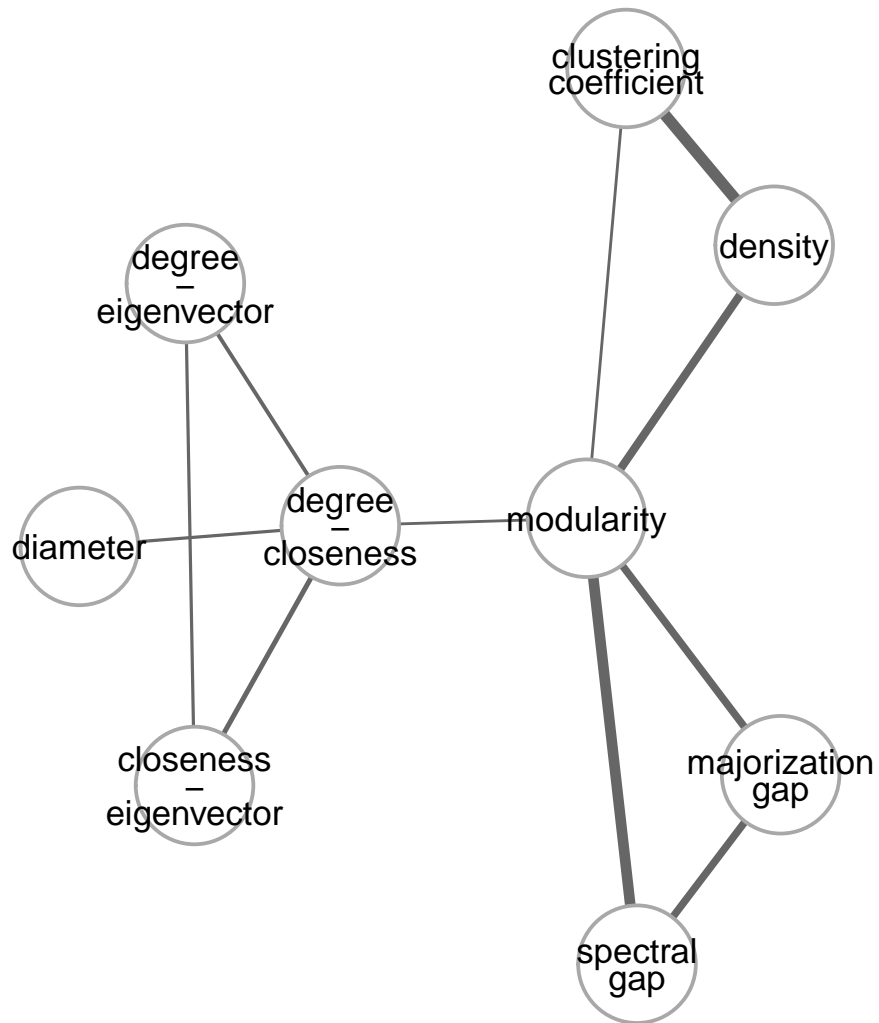 clustering
coefficient
density
degree
–
eigenvector
degree
–
closeness
modularity
diameter
closeness
–
eigenvector
majorization
gap
spectral
gap